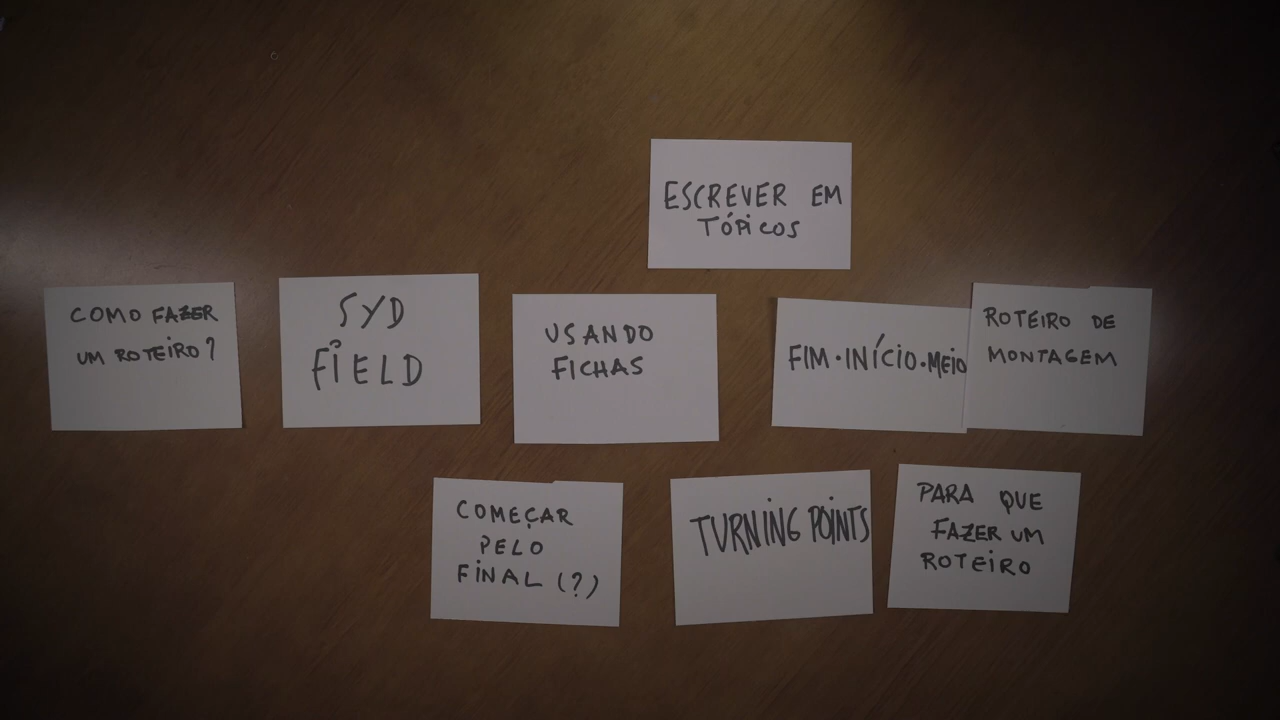 ESCREVER EM
TÓPICOS
COMO FAZER
UM ROTEIRO?
SYD
FIELD
USANDO
FICHAS
FIM·INÍCIO·MEIO
ROTEIRO DE
MONTAGEM
COMEÇAR
PELO
FINAL (?)
TURNING POINTS
PARA QUE
FAZER UM
ROTEIRO